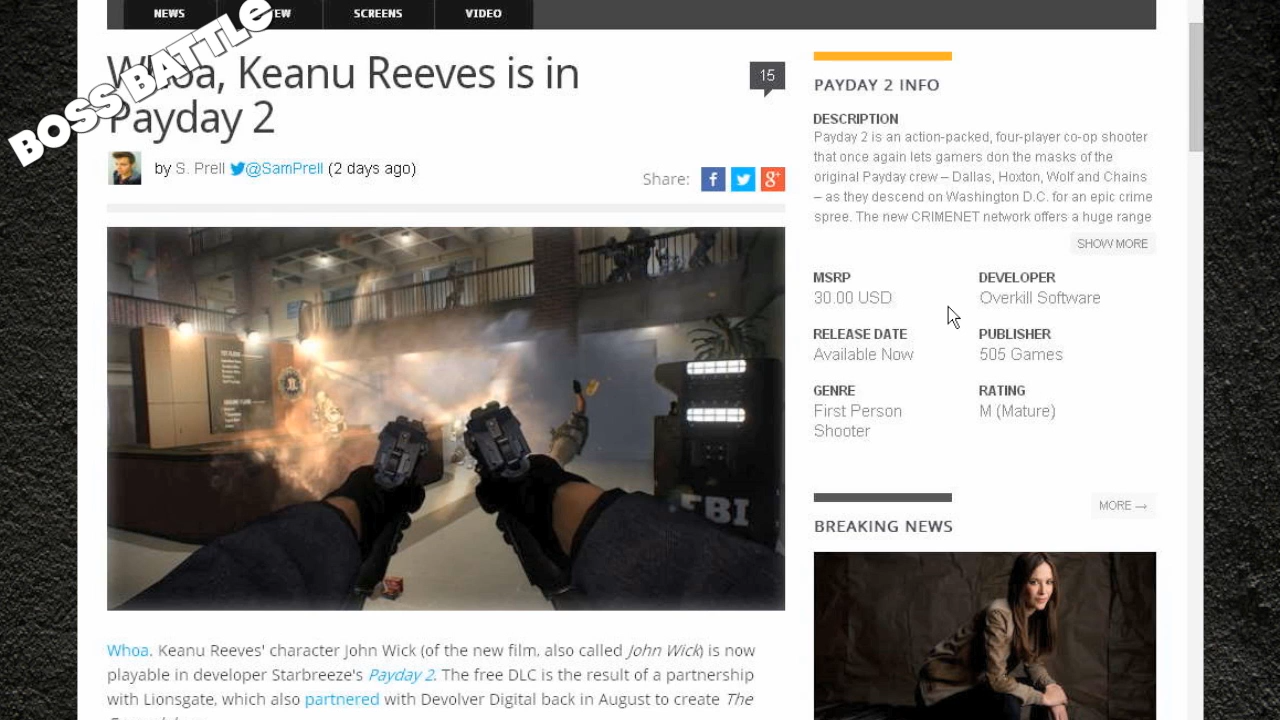 NEWS
SCREENS
VIDEO
BOSS BATTLE
Whoa, Keanu Reeves is in
Payday 2
15
by S. Prell @SamPrell (2 days ago)
Share:
FBI
Whoa. Keanu Reeves' character John Wick (of the new film, also called John Wick) is now
playable in developer Starbreeze's Payday 2. The free DLC is the result of a partnership
with Lionsgate, which also partnered with Devolver Digital back in August to create The
PAYDAY 2 INFO
DESCRIPTION
Payday 2 is an action-packed, four-player co-op shooter
that once again lets gamers don the masks of the
original Payday crew – Dallas, Hoxton, Wolf and Chains
– as they descend on Washington D.C. for an epic crime
spree. The new CRIMENET network offers a huge range
SHOW MORE
MSRP
30.00 USD
DEVELOPER
Overkill Software
RELEASE DATE
Available Now
PUBLISHER
505 Games
GENRE
First Person
Shooter
RATING
M (Mature)
MORE →
BREAKING NEWS